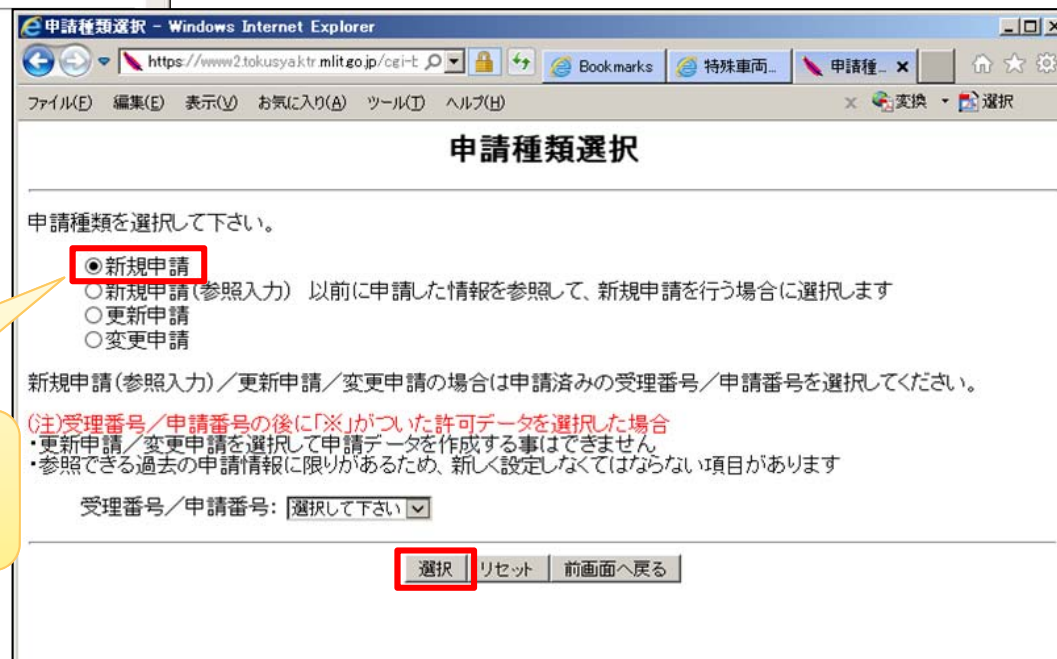 申請種類選択 - Windows Internet Explorer
https://www2.tokusya.ktr.mlit.go.jp/cgi-b
Bookmarks
特殊車両...
申請種...
ファイル(F) 編集(E) 表示(V) お気に入り(A) ツール(T) ヘルプ(H)
変換
選択
申請種類選択
申請種類を選択して下さい。
新規申請
新規申請(参照入力) 以前に申請した情報を参照して、新規申請を行う場合に選択します
更新申請
変更申請
新規申請(参照入力)/更新申請/変更申請の場合は申請済みの受理番号/申請番号を選択してください。
(注)受理番号/申請番号の後に「※」がついた許可データを選択した場合
・更新申請/変更申請を選択して申請データを作成する事はできません
・参照できる過去の申請情報に限りがあるため、新しく設定しなくてはならない項目があります
受理番号/申請番号: 選択して下さい
選択 リセット 前画面へ戻る